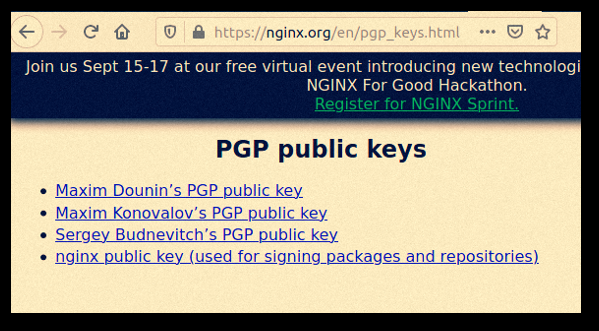 https://nginx.org/en/pgp_keys.html
Join us Sept 15-17 at our free virtual event introducing new technologi
NGINX For Good Hackathon.
Register for NGINX Sprint.
PGP public keys
Maxim Dounin’s PGP public key
Maxim Konovalov’s PGP public key
Sergey Budnevitch’s PGP public key
nginx public key (used for signing packages and repositories)